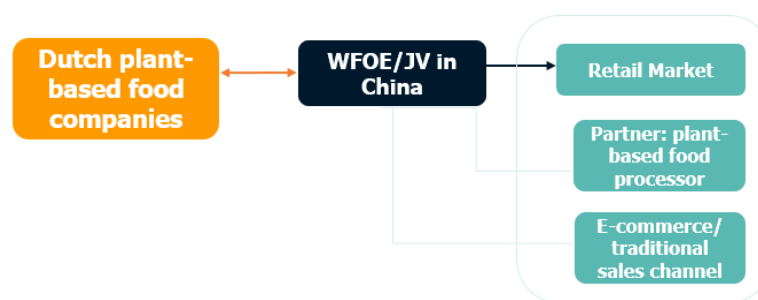 Dutch plant-
based food
companies
WFOE/JV in
China
Retail Market
Partner: plant-
based food
processor
E-commerce/
traditional
sales channel